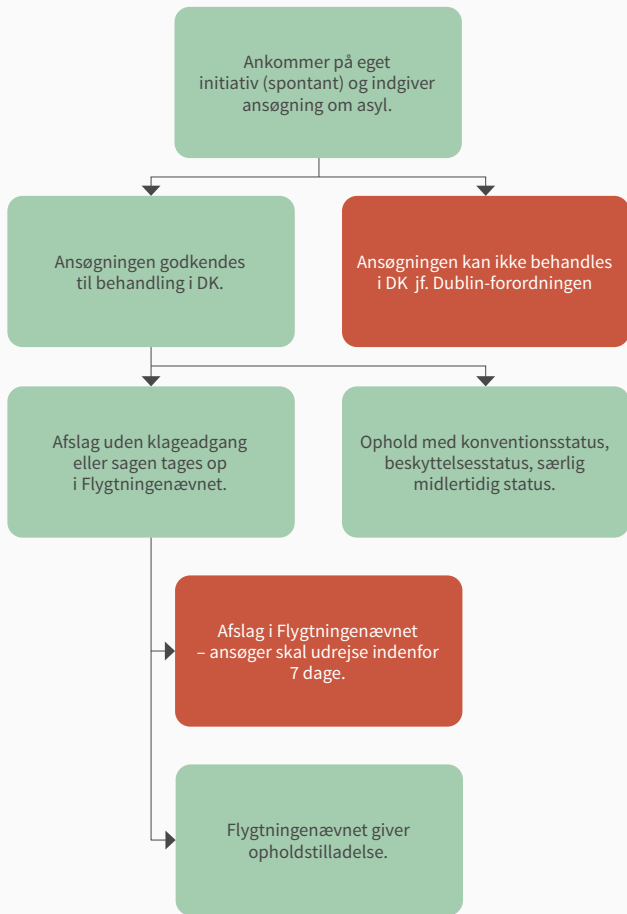 Ankommer på eget
initiativ (spontant) og indgiver
ansøgning om asyl.
Ansøgningen godkendes
til behandling i DK.
Ansøgningen kan ikke behandles
i DK jf. Dublin-forordningen
Afslag uden klageadgang
eller sagen tages op
i Flygtningenævnet.
Ophold med konventionsstatus,
beskyttelsesstatus, særlig
midlertidig status.
Afslag i Flygtningenævnet
– ansøger skal udrejse indenfor
7 dage.
Flygtningenævnet giver
opholdstilladelse.